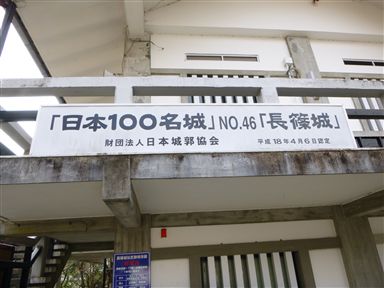 「日本100名城」NO.46「長篠城」
財団法人日本城郭協会 平成18年4月6日認定